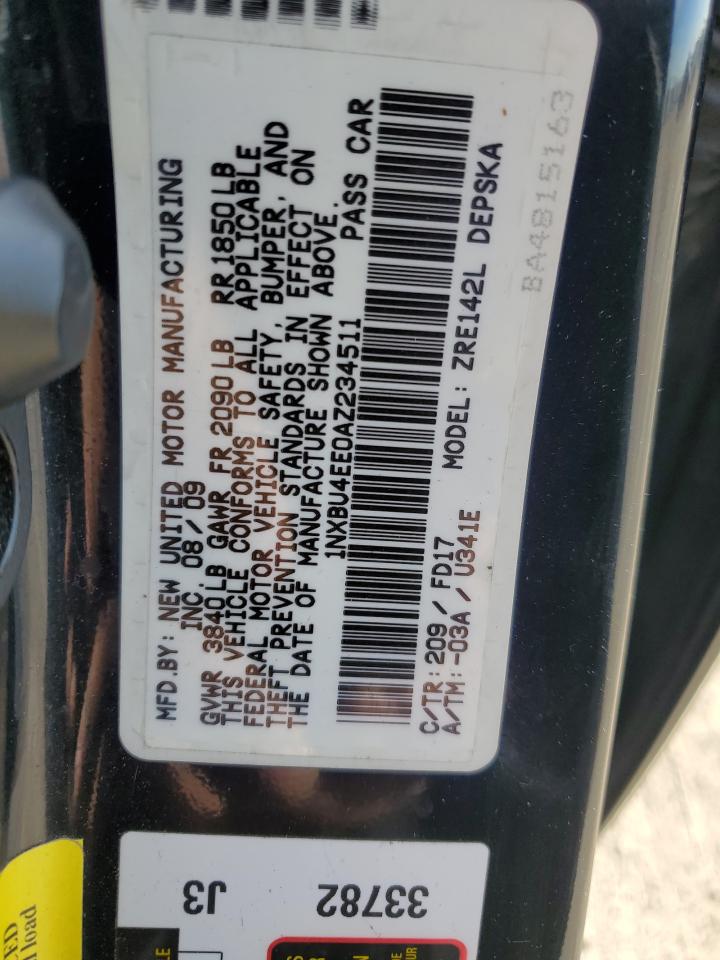 MFD.BY: NEW UNITED MOTOR MANUFACTURING
INC. 08/09
GVWR 3840LB GAWR FR 2090LB RR1850LB
THIS VEHICLE CONFORMS TO ALL APPLICABLE
FEDERAL MOTOR VEHICLE SAFETY, BUMPER, AND
THEFT PREVENTION STANDARDS IN EFFECT ON
THE DATE OF MANUFACTURE SHOWN ABOVE.
1NXBU4EE0AZ234511 PASS CAR
C/TR:209/FD17 MODEL: ZRE142L DEPSKA
A/TM:-03A/U341E
BA4815163
J3
33782
load